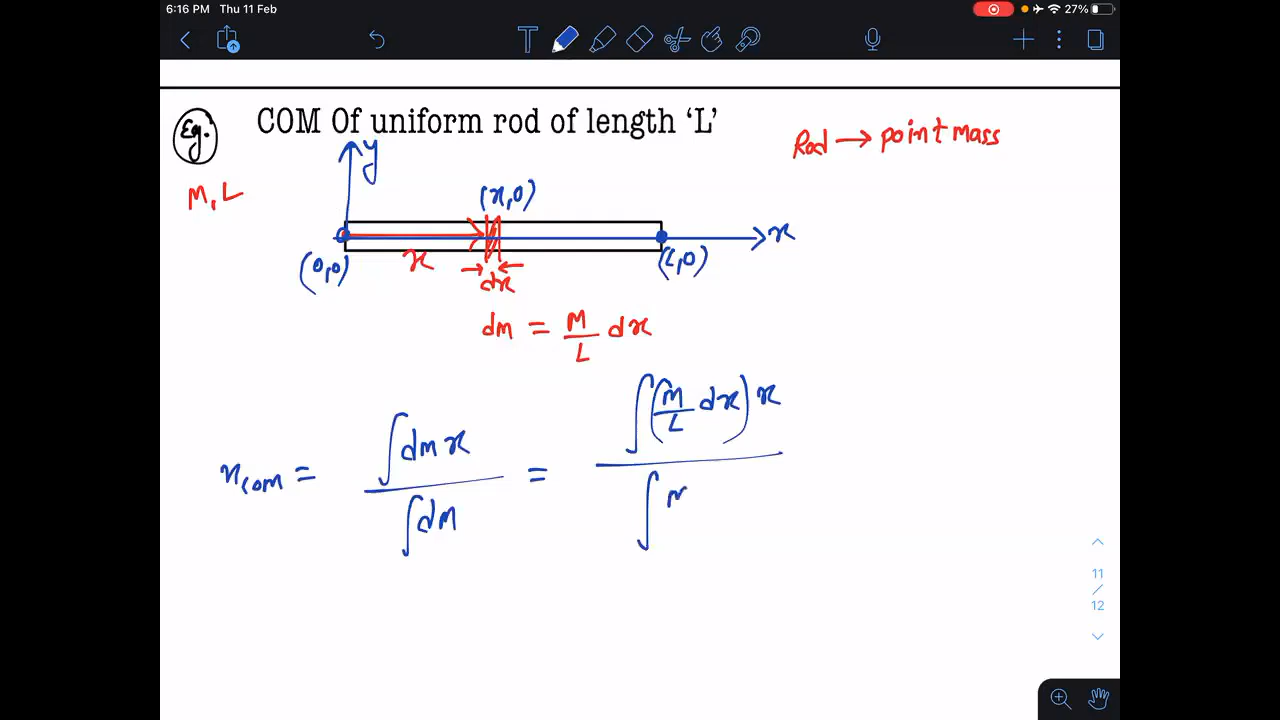 6:16 PM Thu 11 Feb 27%
Eg. COM Of uniform rod of length ‘L’
Rod → point mass
M, L
y
(x,0)
x
(0,0) x (L,0)
dx
dm = M/L dx
x com = ∫dm x / ∫dm = ∫(M/L dx) x / ∫ M
11
/
12